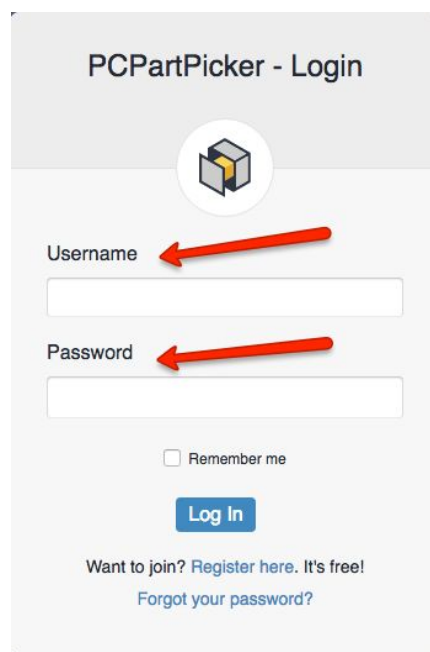 PCPartPicker - Login
Username
Password
Remember me
Log In
Want to join? Register here. It's free!
Forgot your password?